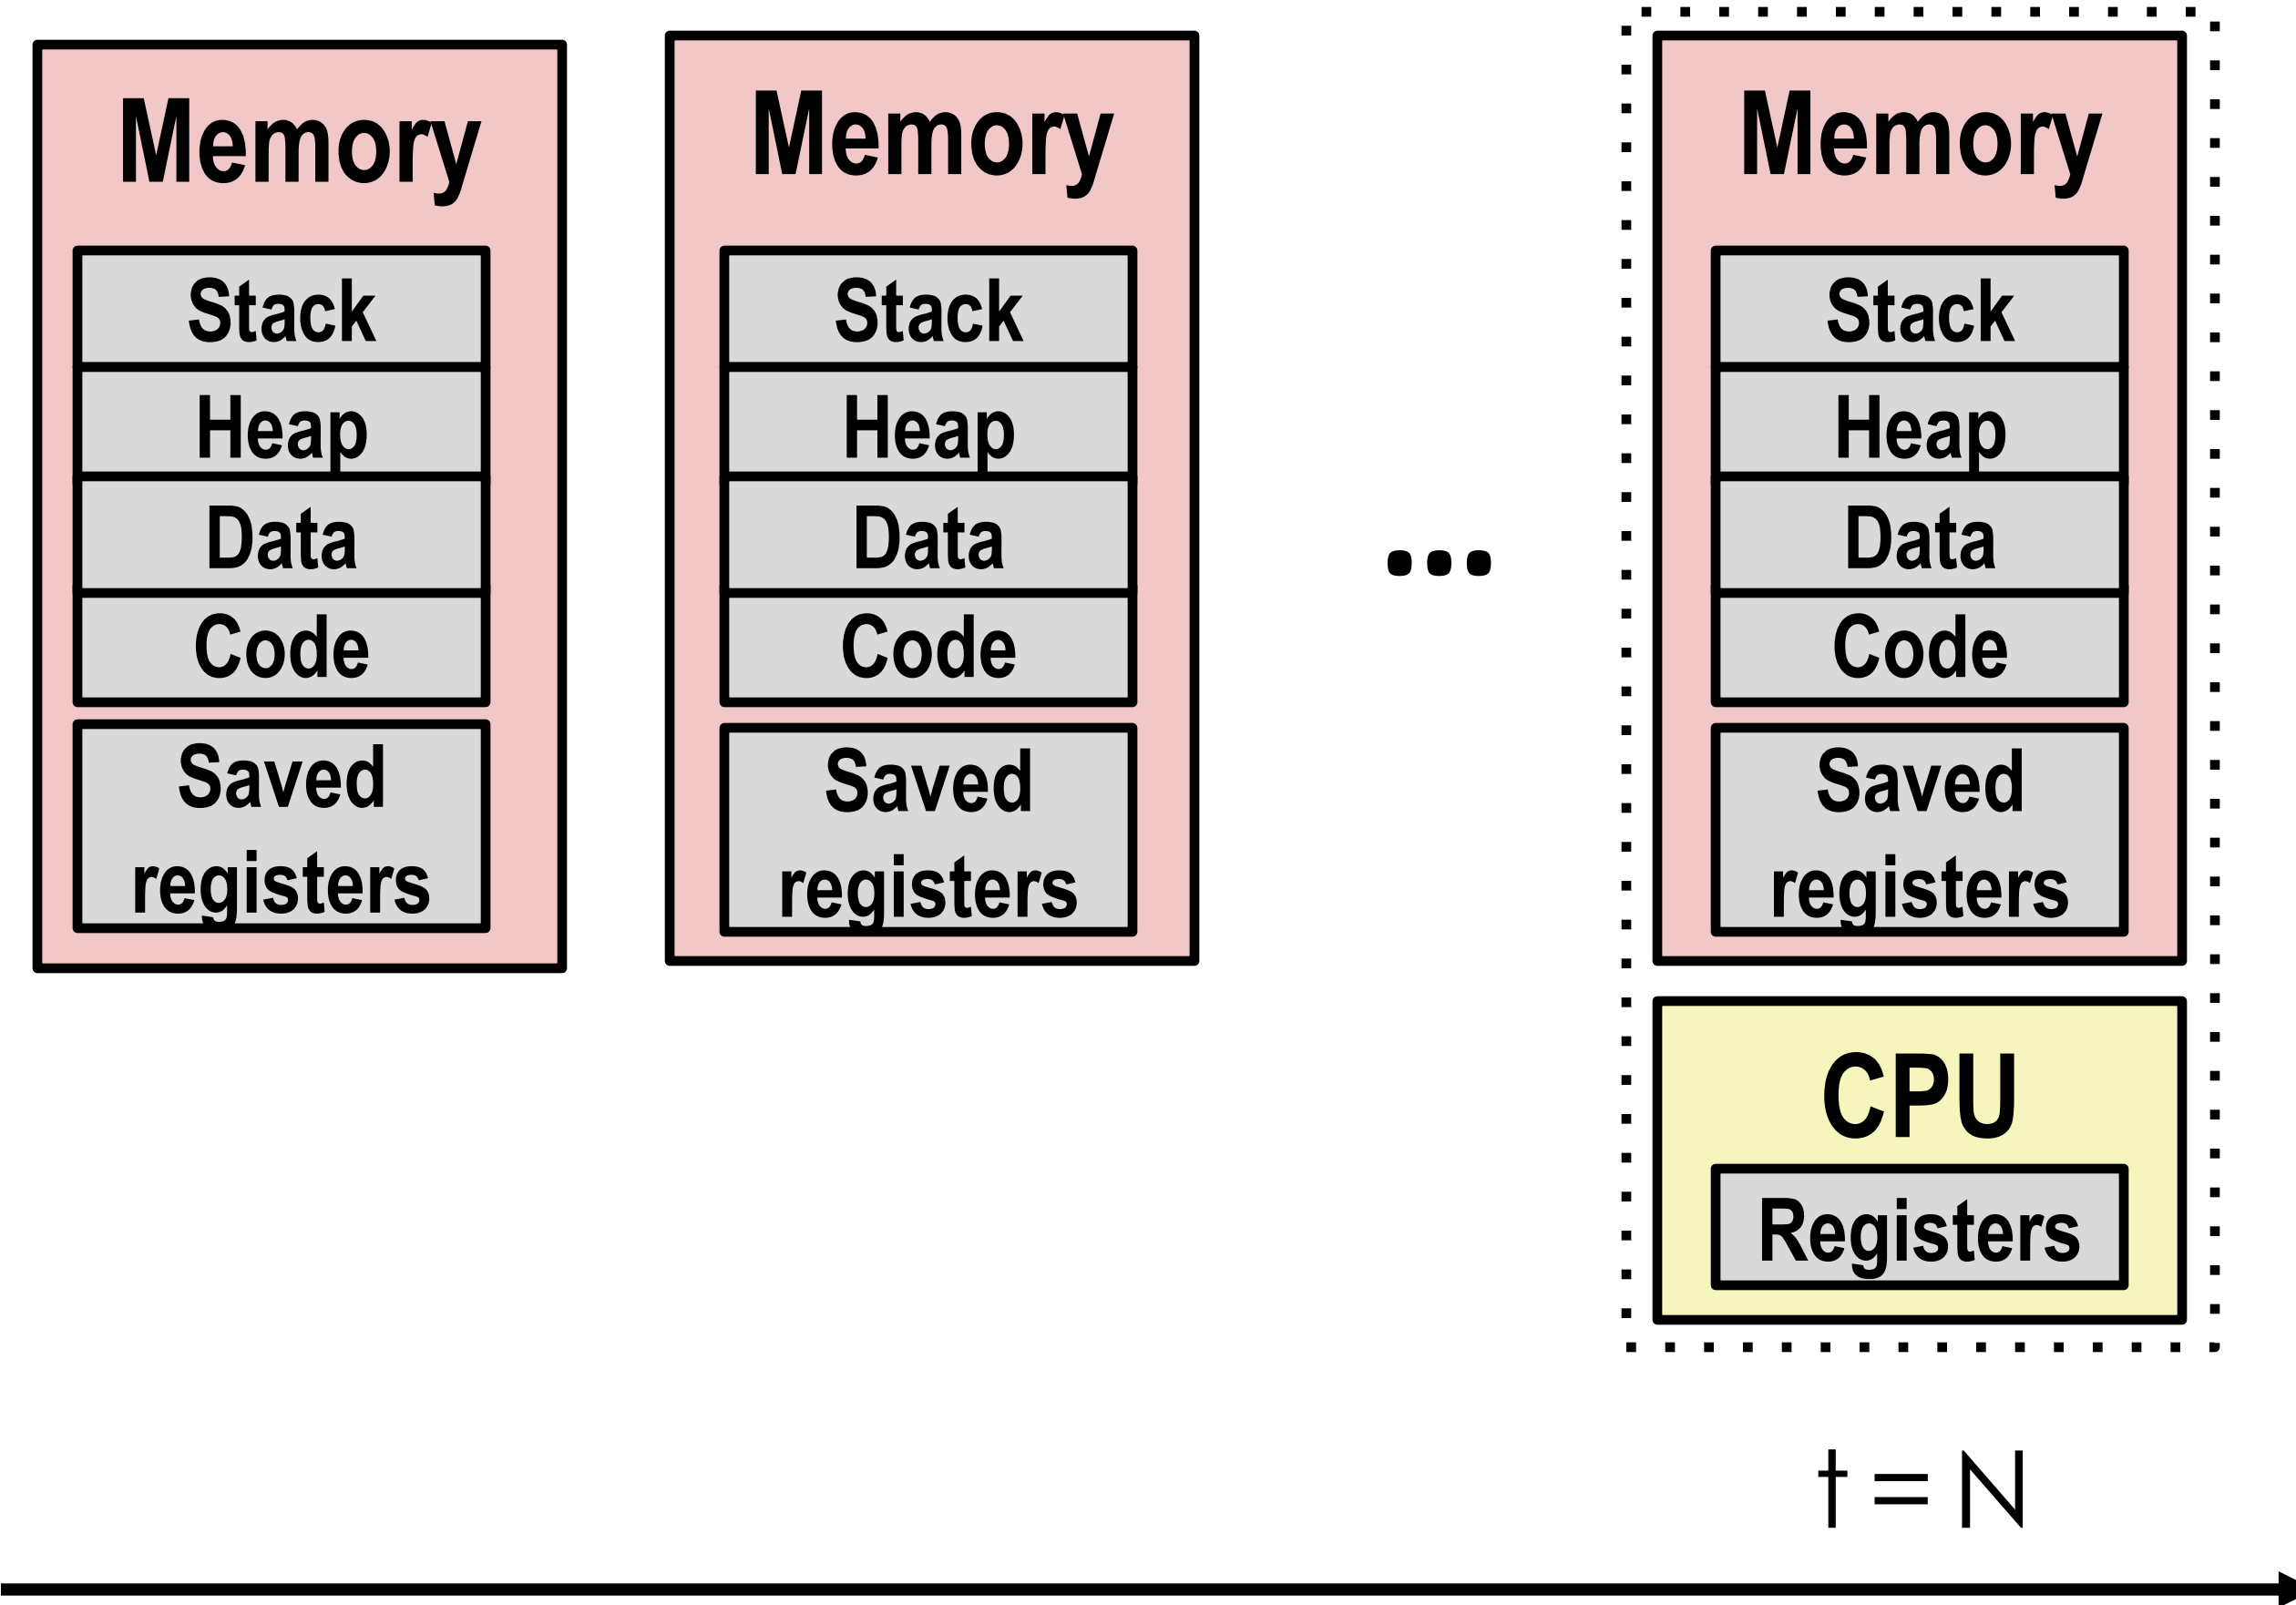 Memory
Stack
Heap
Data
Code
Saved
registers
Memory
Stack
Heap
Data
Code
Saved
registers
...
Memory
Stack
Heap
Data
Code
Saved
registers
CPU
Registers
t = N